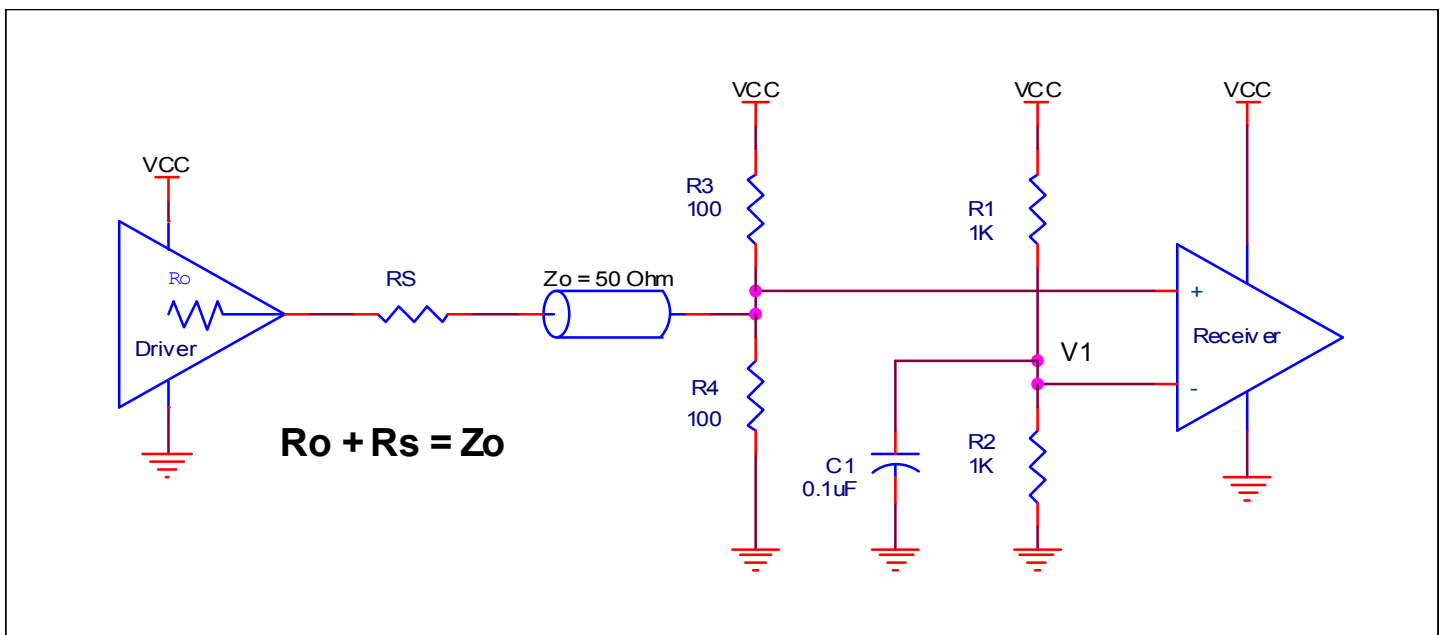 VCC
VCC
VCC
VCC
R3
100
R1
1K
Ro
RS
Zo = 50 Ohm
+
Driver
Receiver
V1
-
R4
100
Ro + Rs = Zo
R2
1K
C1
0.1uF